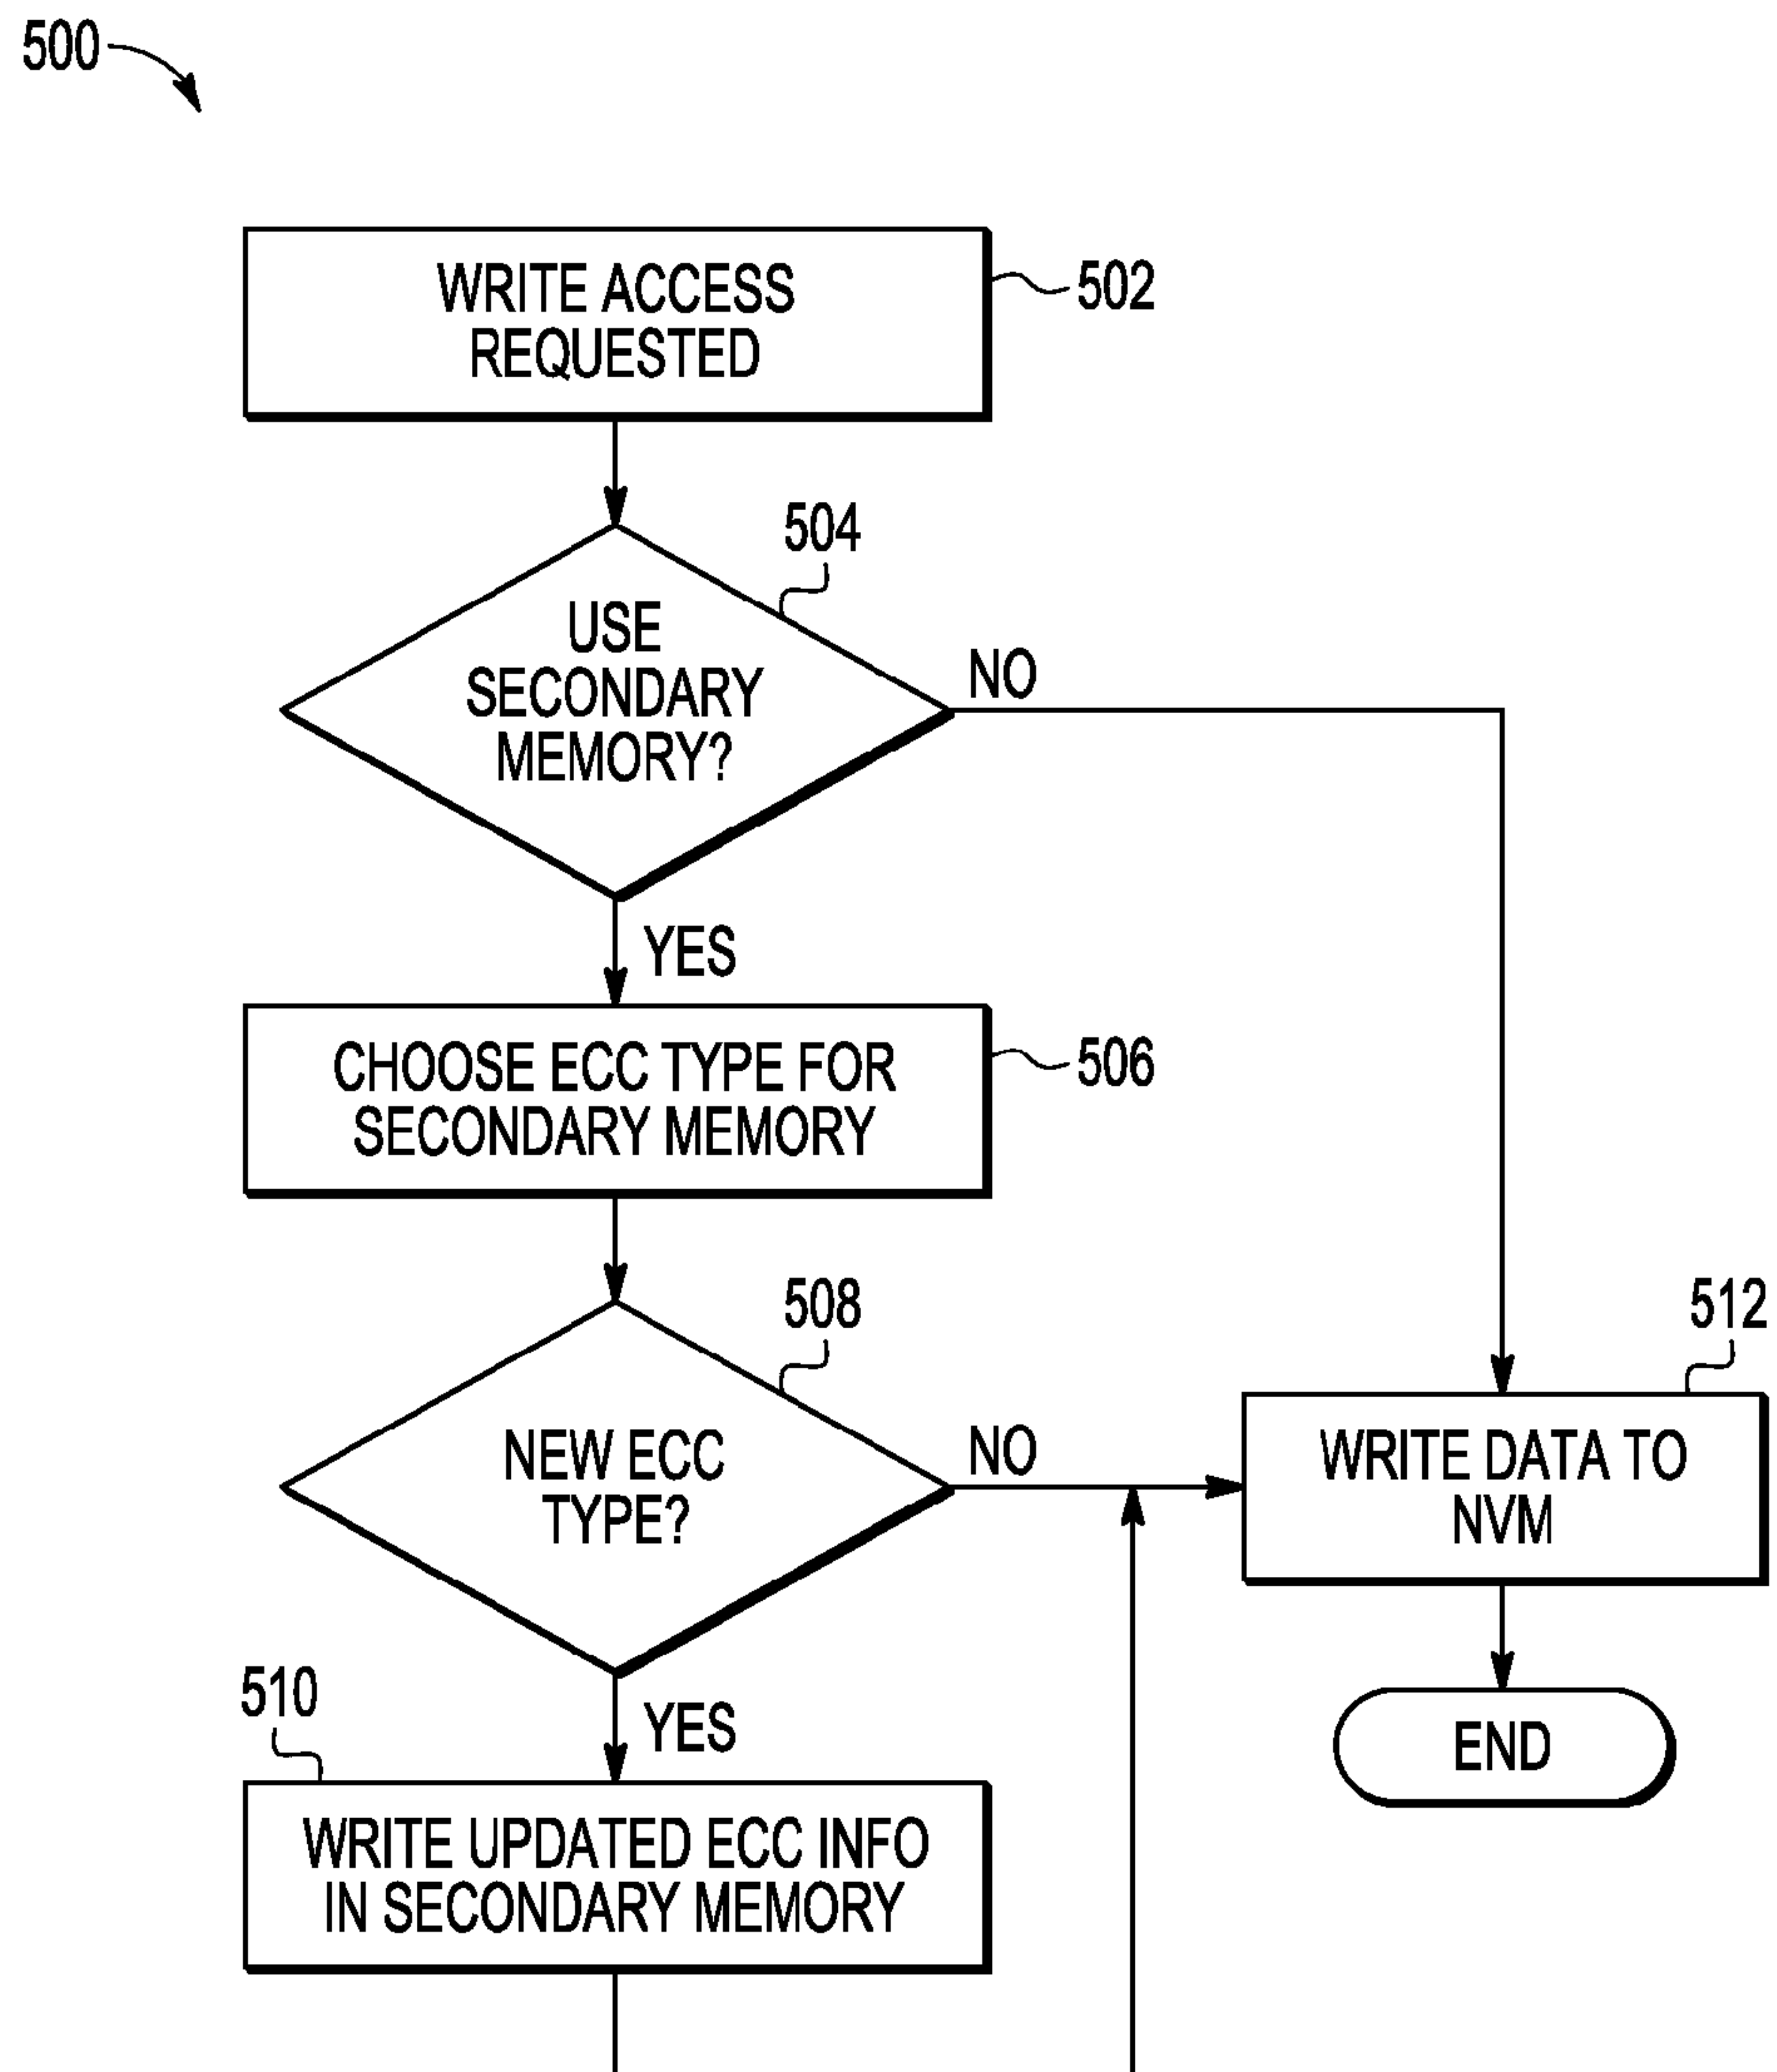 500
WRITE ACCESS
REQUESTED
502
504
USE
SECONDARY
MEMORY?
NO
YES
CHOOSE ECC TYPE FOR
SECONDARY MEMORY
506
508
NEW ECC
TYPE?
NO
512
WRITE DATA TO
NVM
510
YES
END
WRITE UPDATED ECC INFO
IN SECONDARY MEMORY